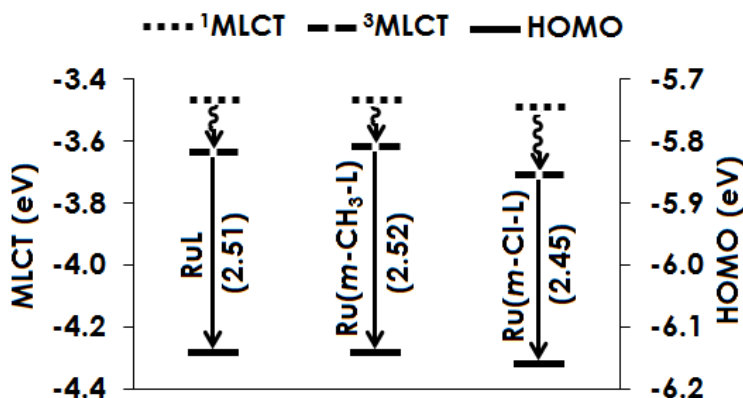 ¹MLCT ³MLCT HOMO
MLCT (eV)
-3.4
-3.6
-3.8
-4.0
-4.2
-4.4
RuL
(2.51)
Ru(m-CH₃-L)
(2.52)
Ru(m-Cl-L)
(2.45)
-5.7
-5.8
-5.9
-6.0
-6.1
-6.2
HOMO (eV)